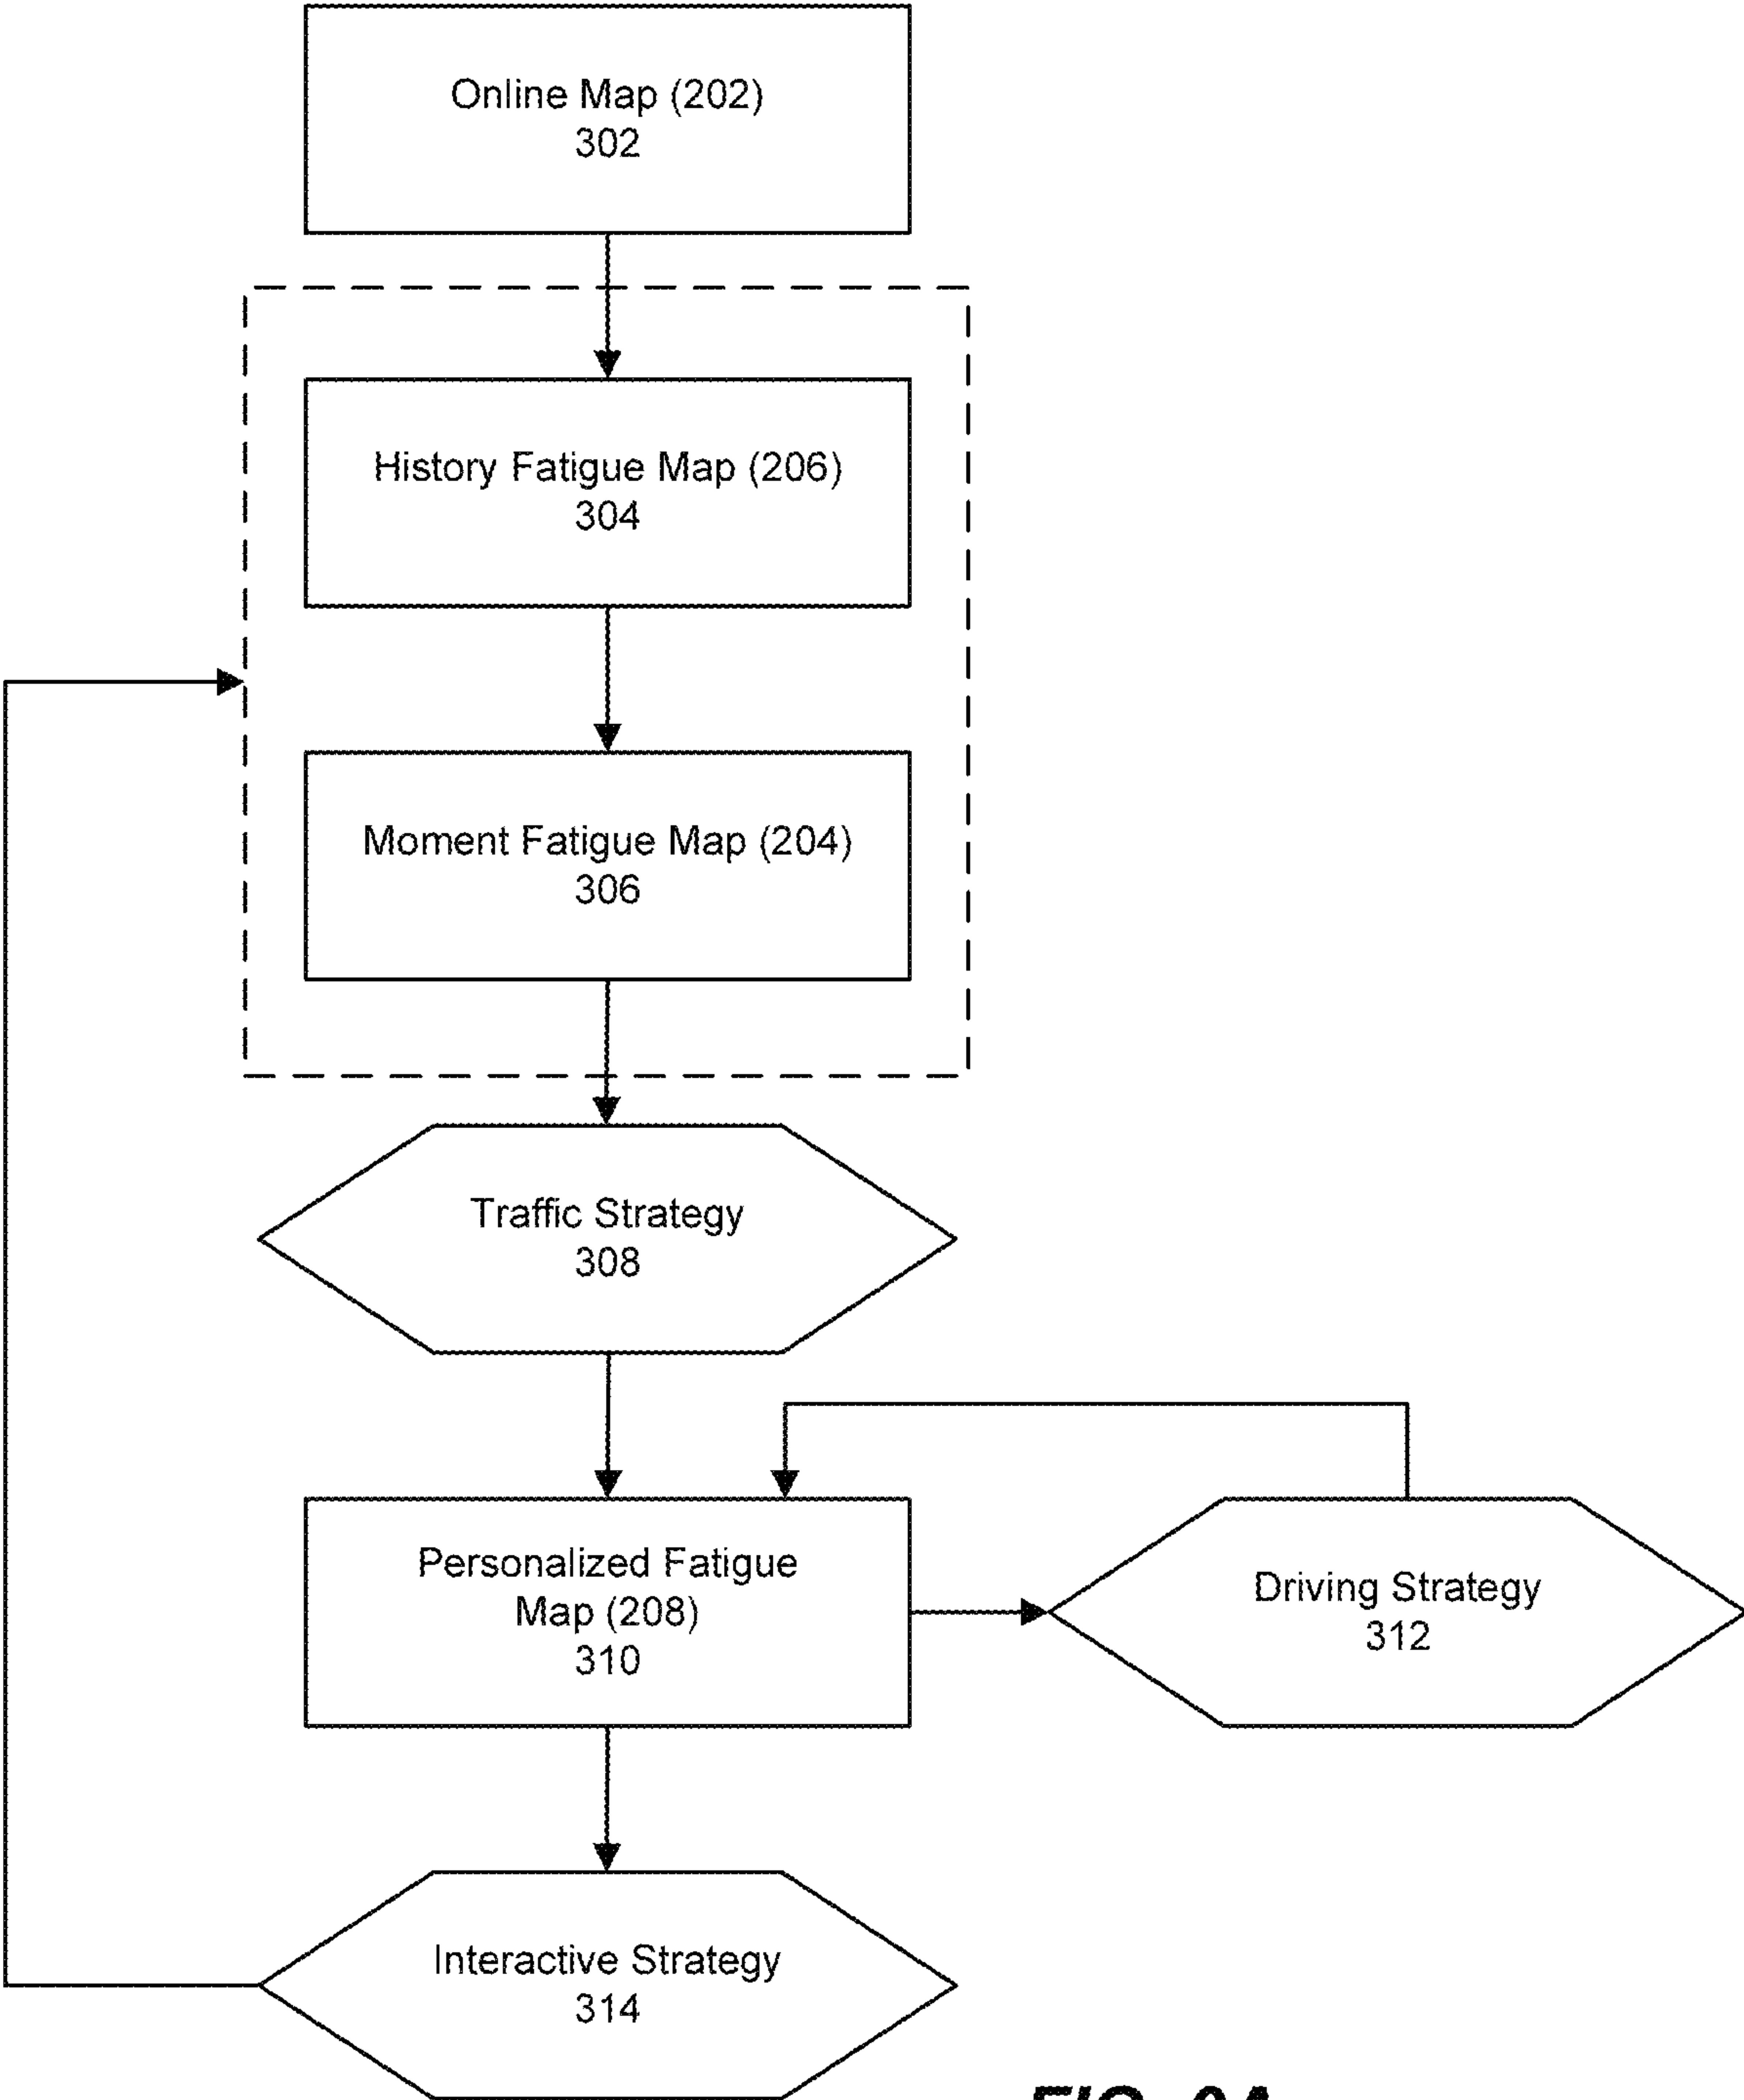 Online Map (202)
302
History Fatigue Map (206)
304
Moment Fatigue Map (204)
306
Traffic Strategy
308
Personalized Fatigue
Map (208)
310
Driving Strategy
312
Interactive Strategy
314